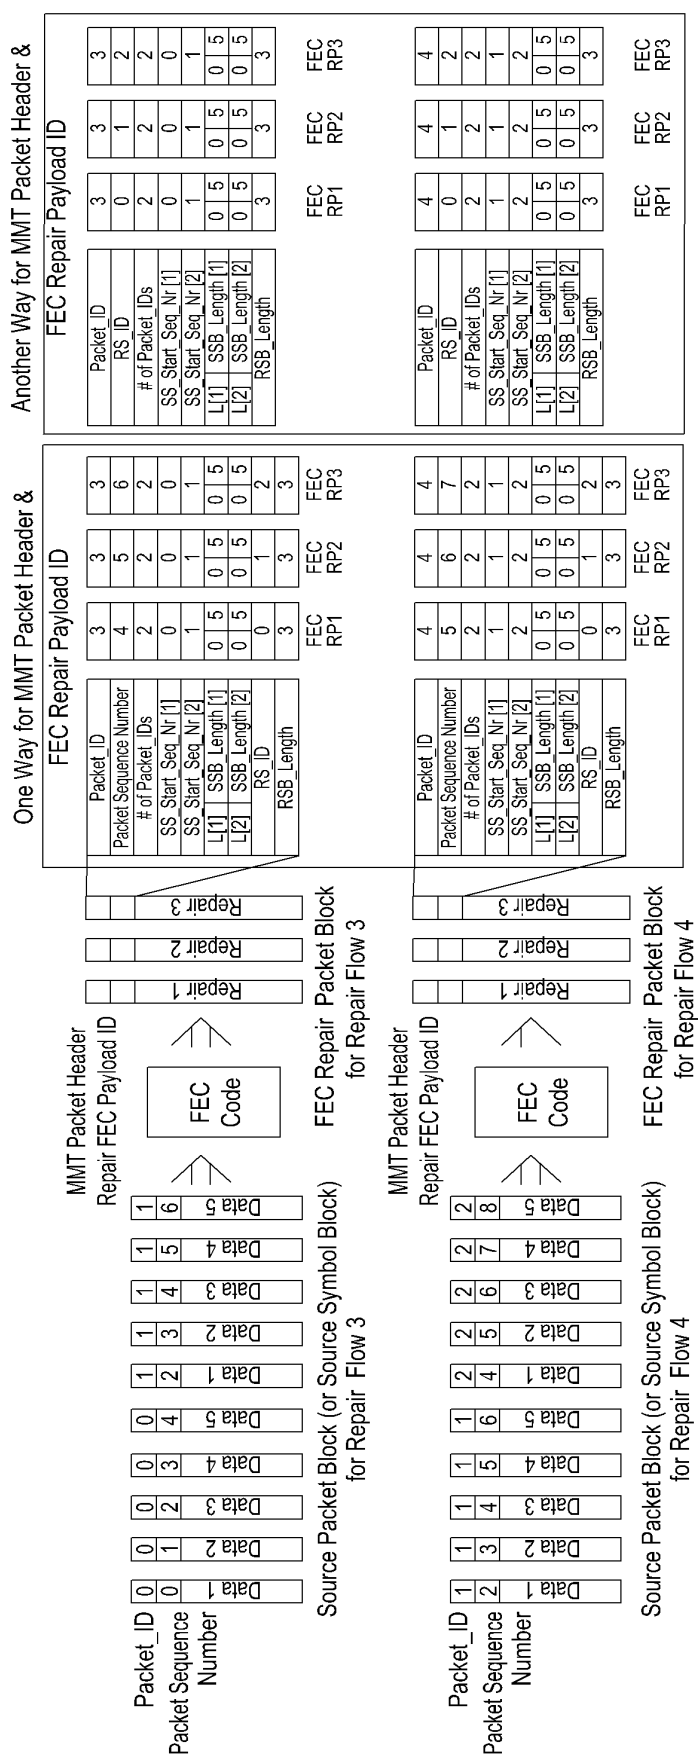 One Way for MMT Packet Header &
FEC Repair Payload ID
Another Way for MMT Packet Header &
FEC Repair Payload ID
MMT Packet Header
Repair FEC Payload ID
Packet_ID 0 0 0 0 0 1 1 1 1 1
Packet Sequence Number 0 1 2 3 4 2 3 4 5 6
Data 1 Data 2 Data 3 Data 4 Data 5 Data 1 Data 2 Data 3 Data 4 Data 5
FEC
Code
Repair 1 Repair 2 Repair 3
Source Packet Block (or Source Symbol Block)
for Repair Flow 3
FEC Repair Packet Block
for Repair Flow 3
Packet_ID 3 3 3
Packet Sequence Number 4 5 6
# of Packet_IDs 2 2 2
SS_Start_Seq_Nr [1] 0 0 0
SS_Start_Seq_Nr [2] 1 1 1
L[1] SSB_Length [1] 0 5 0 5 0 5
L[2] SSB_Length [2] 0 5 0 5 0 5
RS_ID 0 1 2
RSB_Length 3 3 3
FEC RP1 FEC RP2 FEC RP3
Packet_ID 3 3 3
RS_ID 0 1 2
# of Packet_IDs 2 2 2
SS_Start_Seq_Nr [1] 0 0 0
SS_Start_Seq_Nr [2] 1 1 1
L[1] SSB_Length [1] 0 5 0 5 0 5
L[2] SSB_Length [2] 0 5 0 5 0 5
RSB_Length 3 3 3
FEC RP1 FEC RP2 FEC RP3
MMT Packet Header
Repair FEC Payload ID
Packet_ID 1 1 1 1 1 2 2 2 2 2
Packet Sequence Number 2 3 4 5 6 4 5 6 7 8
Data 1 Data 2 Data 3 Data 4 Data 5 Data 1 Data 2 Data 3 Data 4 Data 5
FEC
Code
Repair 1 Repair 2 Repair 3
Source Packet Block (or Source Symbol Block)
for Repair Flow 4
FEC Repair Packet Block
for Repair Flow 4
Packet_ID 4 4 4
Packet Sequence Number 5 6 7
# of Packet_IDs 2 2 2
SS_Start_Seq_Nr [1] 1 1 1
SS_Start_Seq_Nr [2] 2 2 2
L[1] SSB_Length [1] 0 5 0 5 0 5
L[2] SSB_Length [2] 0 5 0 5 0 5
RS_ID 0 1 2
RSB_Length 3 3 3
FEC RP1 FEC RP2 FEC RP3
Packet_ID 4 4 4
RS_ID 0 1 2
# of Packet_IDs 2 2 2
SS_Start_Seq_Nr [1] 1 1 1
SS_Start_Seq_Nr [2] 2 2 2
L[1] SSB_Length [1] 0 5 0 5 0 5
L[2] SSB_Length [2] 0 5 0 5 0 5
RSB_Length 3 3 3
FEC RP1 FEC RP2 FEC RP3